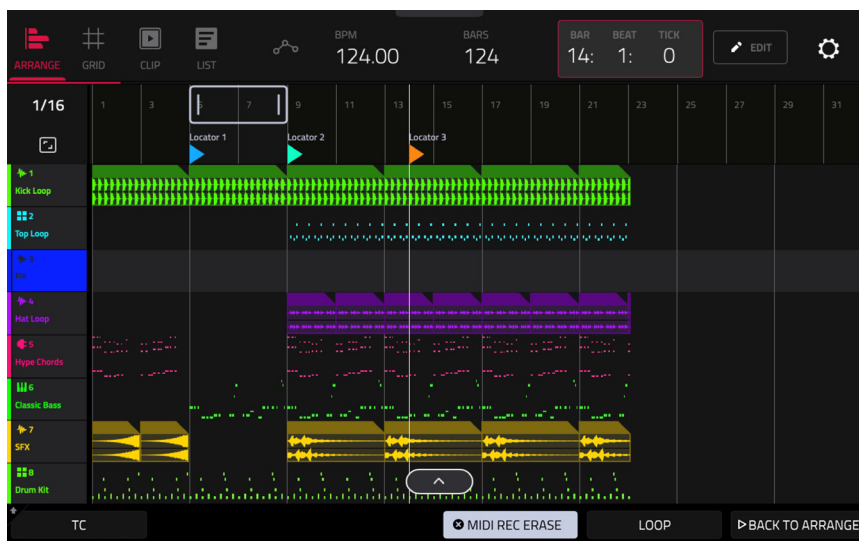 BPM
BARS
BAR BEAT TICK
124.00
124
14: 1: 0
EDIT
ARRANGE
GRID
CLIP
LIST
1/16
1 3 5 7 9 11 13 15 17 19 21 23 25 27 29 31
Locator 1
Locator 2
Locator 3
1
Kick Loop
2
Top Loop
3
4
Hat Loop
5
Hype Chords
6
Classic Bass
7
SFX
8
Drum Kit
TC
MIDI REC ERASE
LOOP
BACK TO ARRANGE